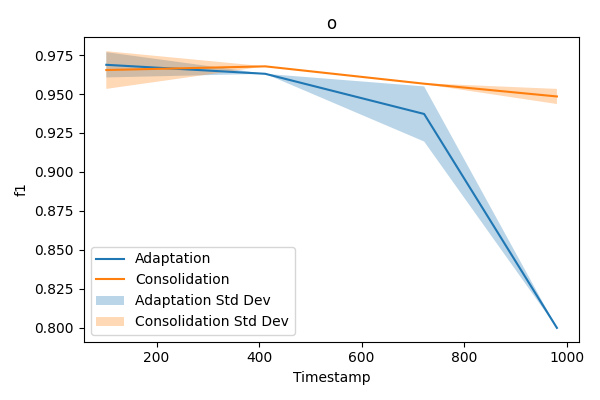 o
0.975
0.950
0.925
0.900
0.875
0.850
0.825
0.800
f1
Adaptation
Consolidation
Adaptation Std Dev
Consolidation Std Dev
200 400 600 800 1000
Timestamp